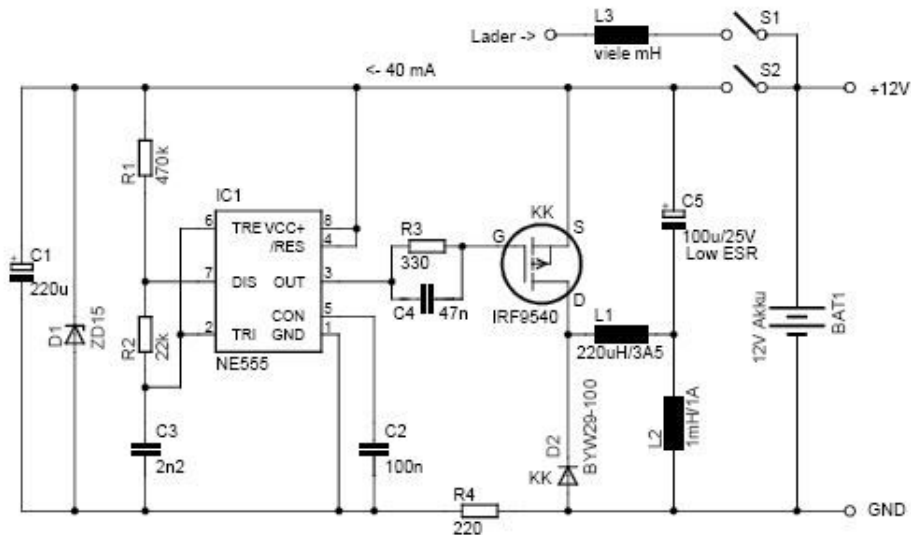 L3
S1
Lader ->
viele mH
<- 40 mA
S2
+12V
R1
470k
IC1
6
TRE
VCC+
8
/RES
4
7
DIS
OUT
3
CON
5
2
TRI
GND
1
NE555
R3
330
C4
47n
KK
G
S
D
IRF9540
C5
100u/25V
Low ESR
C1
220u
D1
ZD15
R2
22k
L1
220uH/3A5
12V Akku
BAT1
C3
2n2
C2
100n
D2
KK
BYW29-100
L2
1mH/1A
R4
220
GND
+
+